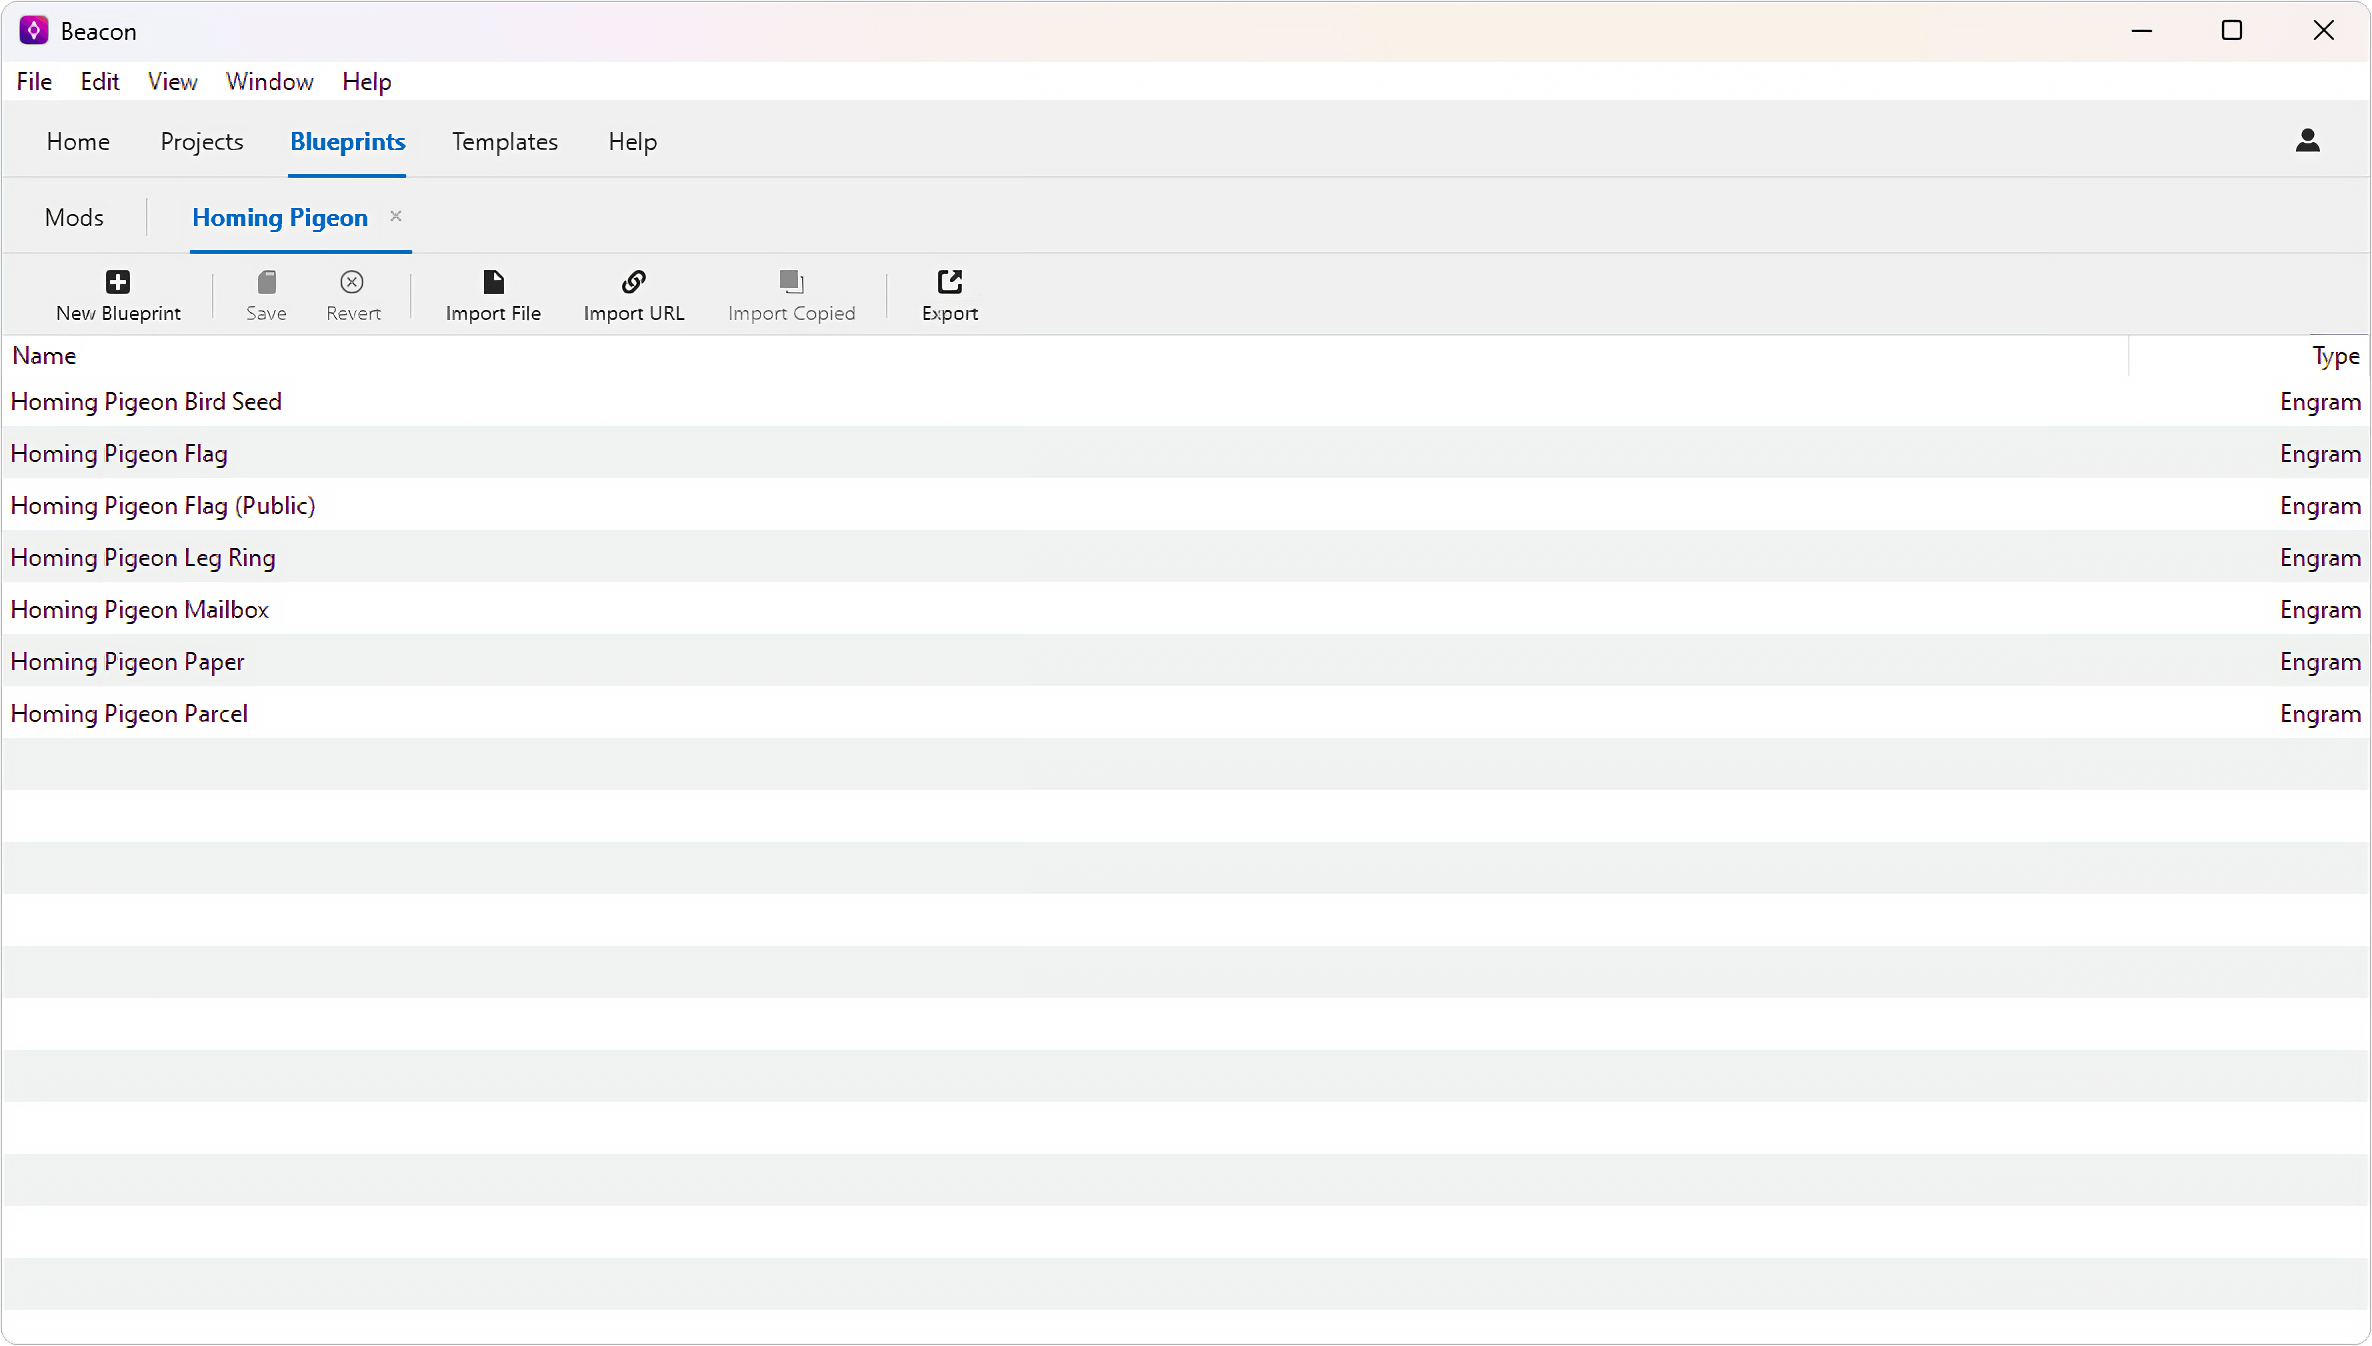 Beacon
File Edit View Window Help
Home Projects Blueprints Templates Help
Mods Homing Pigeon
New Blueprint Save Revert Import File Import URL Import Copied Export
Name Type
Homing Pigeon Bird Seed Engram
Homing Pigeon Flag Engram
Homing Pigeon Flag (Public) Engram
Homing Pigeon Leg Ring Engram
Homing Pigeon Mailbox Engram
Homing Pigeon Paper Engram
Homing Pigeon Parcel Engram